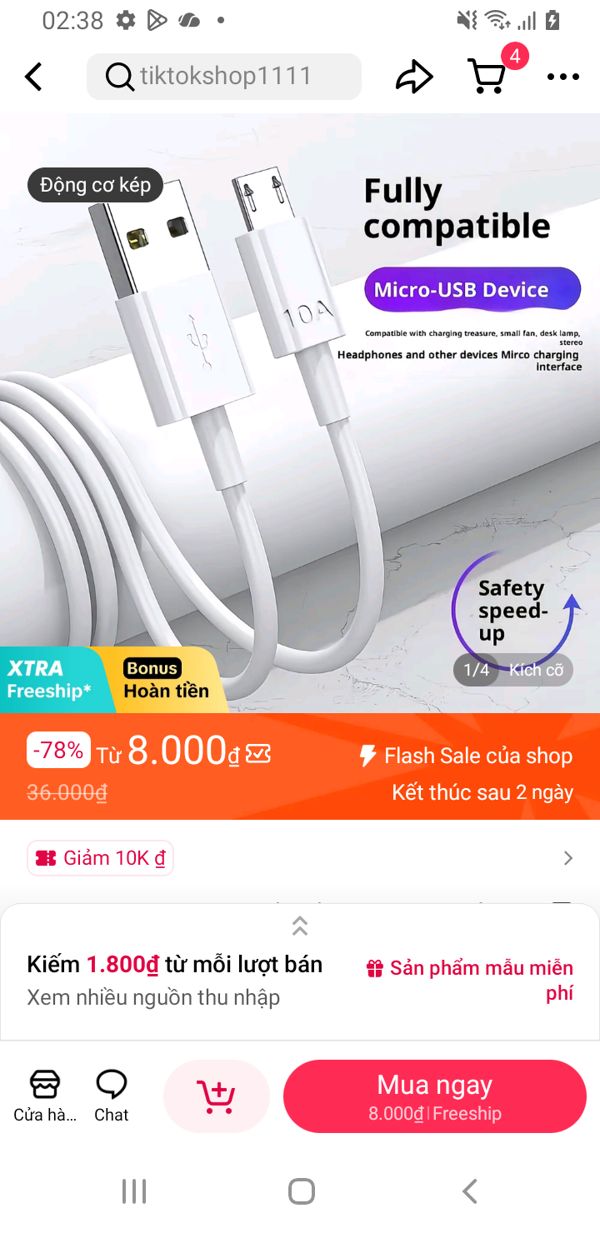 02:38
tiktokshop1111
4
Động cơ kép
Fully
compatible
10A
Micro-USB Device
Compatible with charging treasure, small fan, desk lamp,
stereo
Headphones and other devices Mirco charging
interface
Safety
speed-
up
1/4 Kích cỡ
XTRA
Freeship*
Bonus
Hoàn tiền
-78% Từ 8.000₫
Flash Sale của shop
36.000₫
Kết thúc sau 2 ngày
Giảm 10K ₫
Kiếm 1.800₫ từ mỗi lượt bán
Sản phẩm mẫu miễn
phí
Xem nhiều nguồn thu nhập
Cửa hà...
Chat
Mua ngay
8.000₫|Freeship